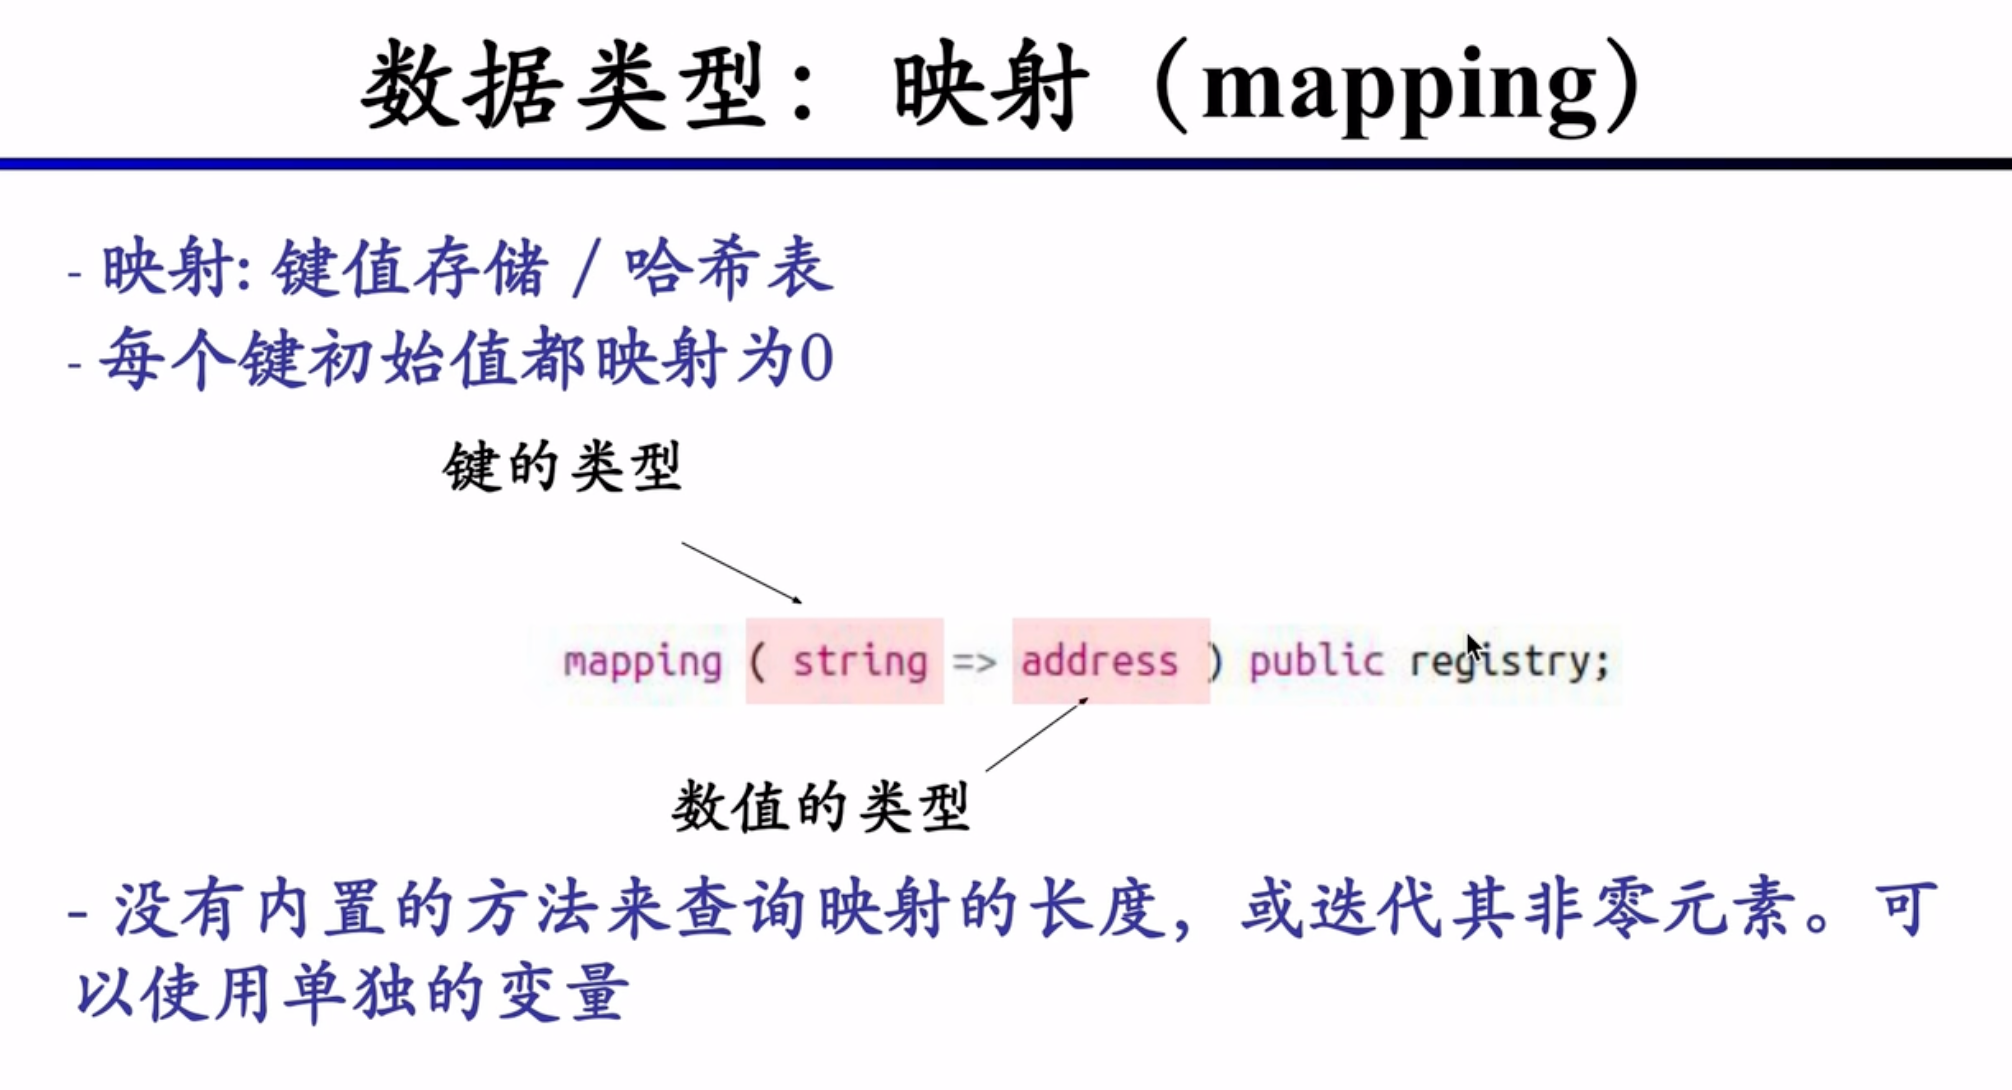 数据类型：映射（mapping）
- 映射: 键值存储 / 哈希表
- 每个键初始值都映射为0
键的类型
mapping ( string => address ) public registry;
数值的类型
- 没有内置的方法来查询映射的长度，或迭代其非零元素。可
以使用单独的变量